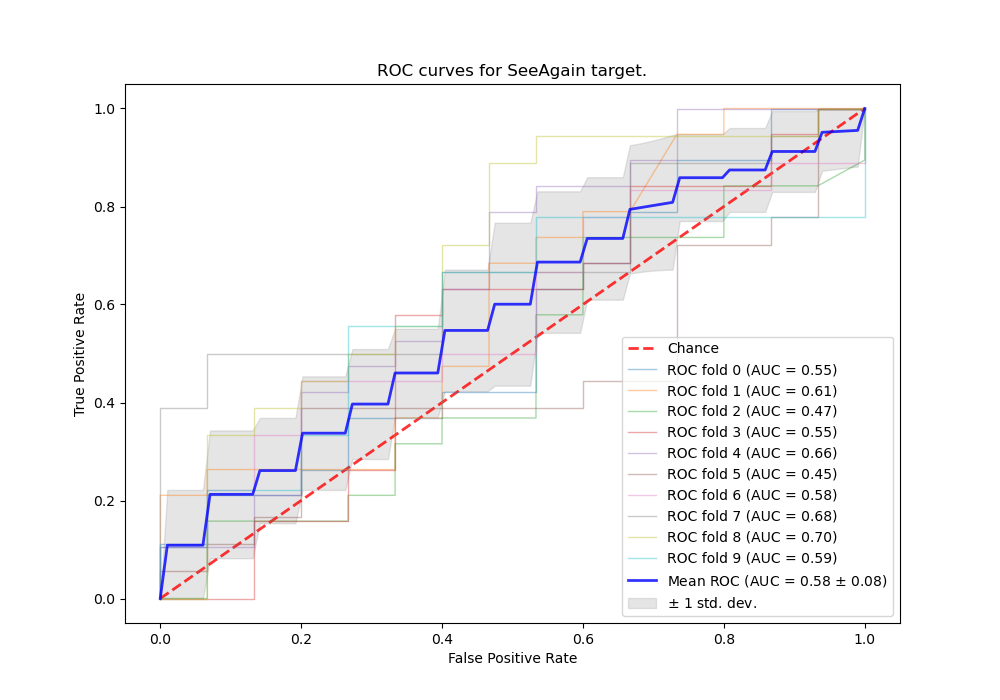 ROC curves for SeeAgain target.
True Positive Rate
1.0
0.8
0.6
0.4
0.2
0.0
0.0 0.2 0.4 0.6 0.8 1.0
False Positive Rate
Chance
ROC fold 0 (AUC = 0.55)
ROC fold 1 (AUC = 0.61)
ROC fold 2 (AUC = 0.47)
ROC fold 3 (AUC = 0.55)
ROC fold 4 (AUC = 0.66)
ROC fold 5 (AUC = 0.45)
ROC fold 6 (AUC = 0.58)
ROC fold 7 (AUC = 0.68)
ROC fold 8 (AUC = 0.70)
ROC fold 9 (AUC = 0.59)
Mean ROC (AUC = 0.58 ± 0.08)
± 1 std. dev.